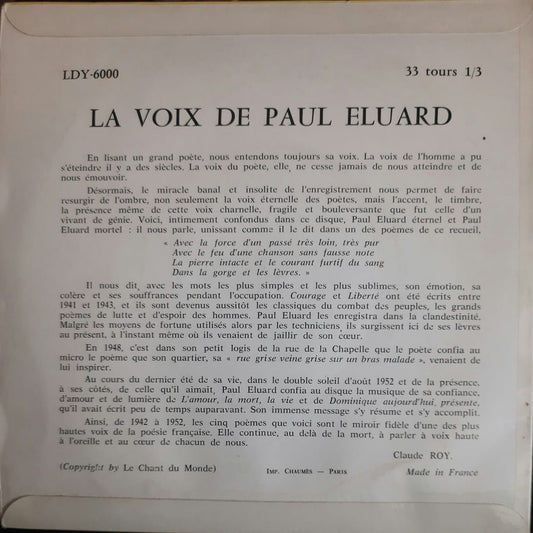 LDY-6000
33 tours 1/3
LA VOIX DE PAUL ELUARD
En lisant un grand poète, nous entendons toujours sa voix. La voix de l'homme a pu
s'éteindre il y a des siècles. La voix du poète, elle, ne cesse jamais de nous atteindre et de
nous émouvoir.
Désormais, le miracle banal et insolite de l'enregistrement nous permet de faire
resurgir de l'ombre, non seulement la voix éternelle des poètes, mais l'accent, le timbre,
la présence même de cette voix charnelle, fragile et bouleversante que fut celle d'un
vivant de génie. Voici, intimement confondus dans ce disque, Paul Eluard éternel et Paul
Eluard mortel : il nous parle, unissant comme il le dit dans un des poèmes de ce recueil,
« Avec la force d'un passé très loin, très pur
Avec le feu d'une chanson sans fausse note
La pierre intacte et le courant furtif du sang
Dans la gorge et les lèvres. »
Il nous dit, avec les mots les plus simples et les plus sublimes, son émotion, sa
colère et ses souffrances pendant l'occupation. Courage et Liberté ont été écrits entre
1941 et 1943, et ils sont devenus aussitôt les classiques du combat des peuples, les grands
poèmes de lutte et d'espoir des hommes. Paul Eluard les enregistra dans la clandestinité.
Malgré les moyens de fortune utilisés alors par les techniciens, ils surgissent ici de ses lèvres
au présent, à l'instant même où ils venaient de jaillir de son cœur.
En 1948, c'est dans son petit logis de la rue de la Chapelle que le poète confia au
micro le poème que son quartier, sa « rue grise veine grise sur un bras malade », venaient de
lui inspirer.
Au cours du dernier été de sa vie, dans le double soleil d'août 1952 et de la présence,
à ses côtés, de celle qu'il aimait, Paul Eluard confia au disque la musique de sa confiance,
d'amour et de lumière de L'amour, la mort, la vie et de Dominique aujourd'hui, présente,
qu'il avait écrit peu de temps auparavant. Son immense message s'y résume et s'y accomplit.
Ainsi, de 1942 à 1952, les cinq poèmes que voici sont le miroir fidèle d'une des plus
hautes voix de la poésie française. Elle continue, au delà de la mort, à parler à voix haute
à l'oreille et au cœur de chacun de nous.
Claude ROY.
(Copyright by Le Chant du Monde)
IMP. CHAUMÈS — PARIS
Made in France